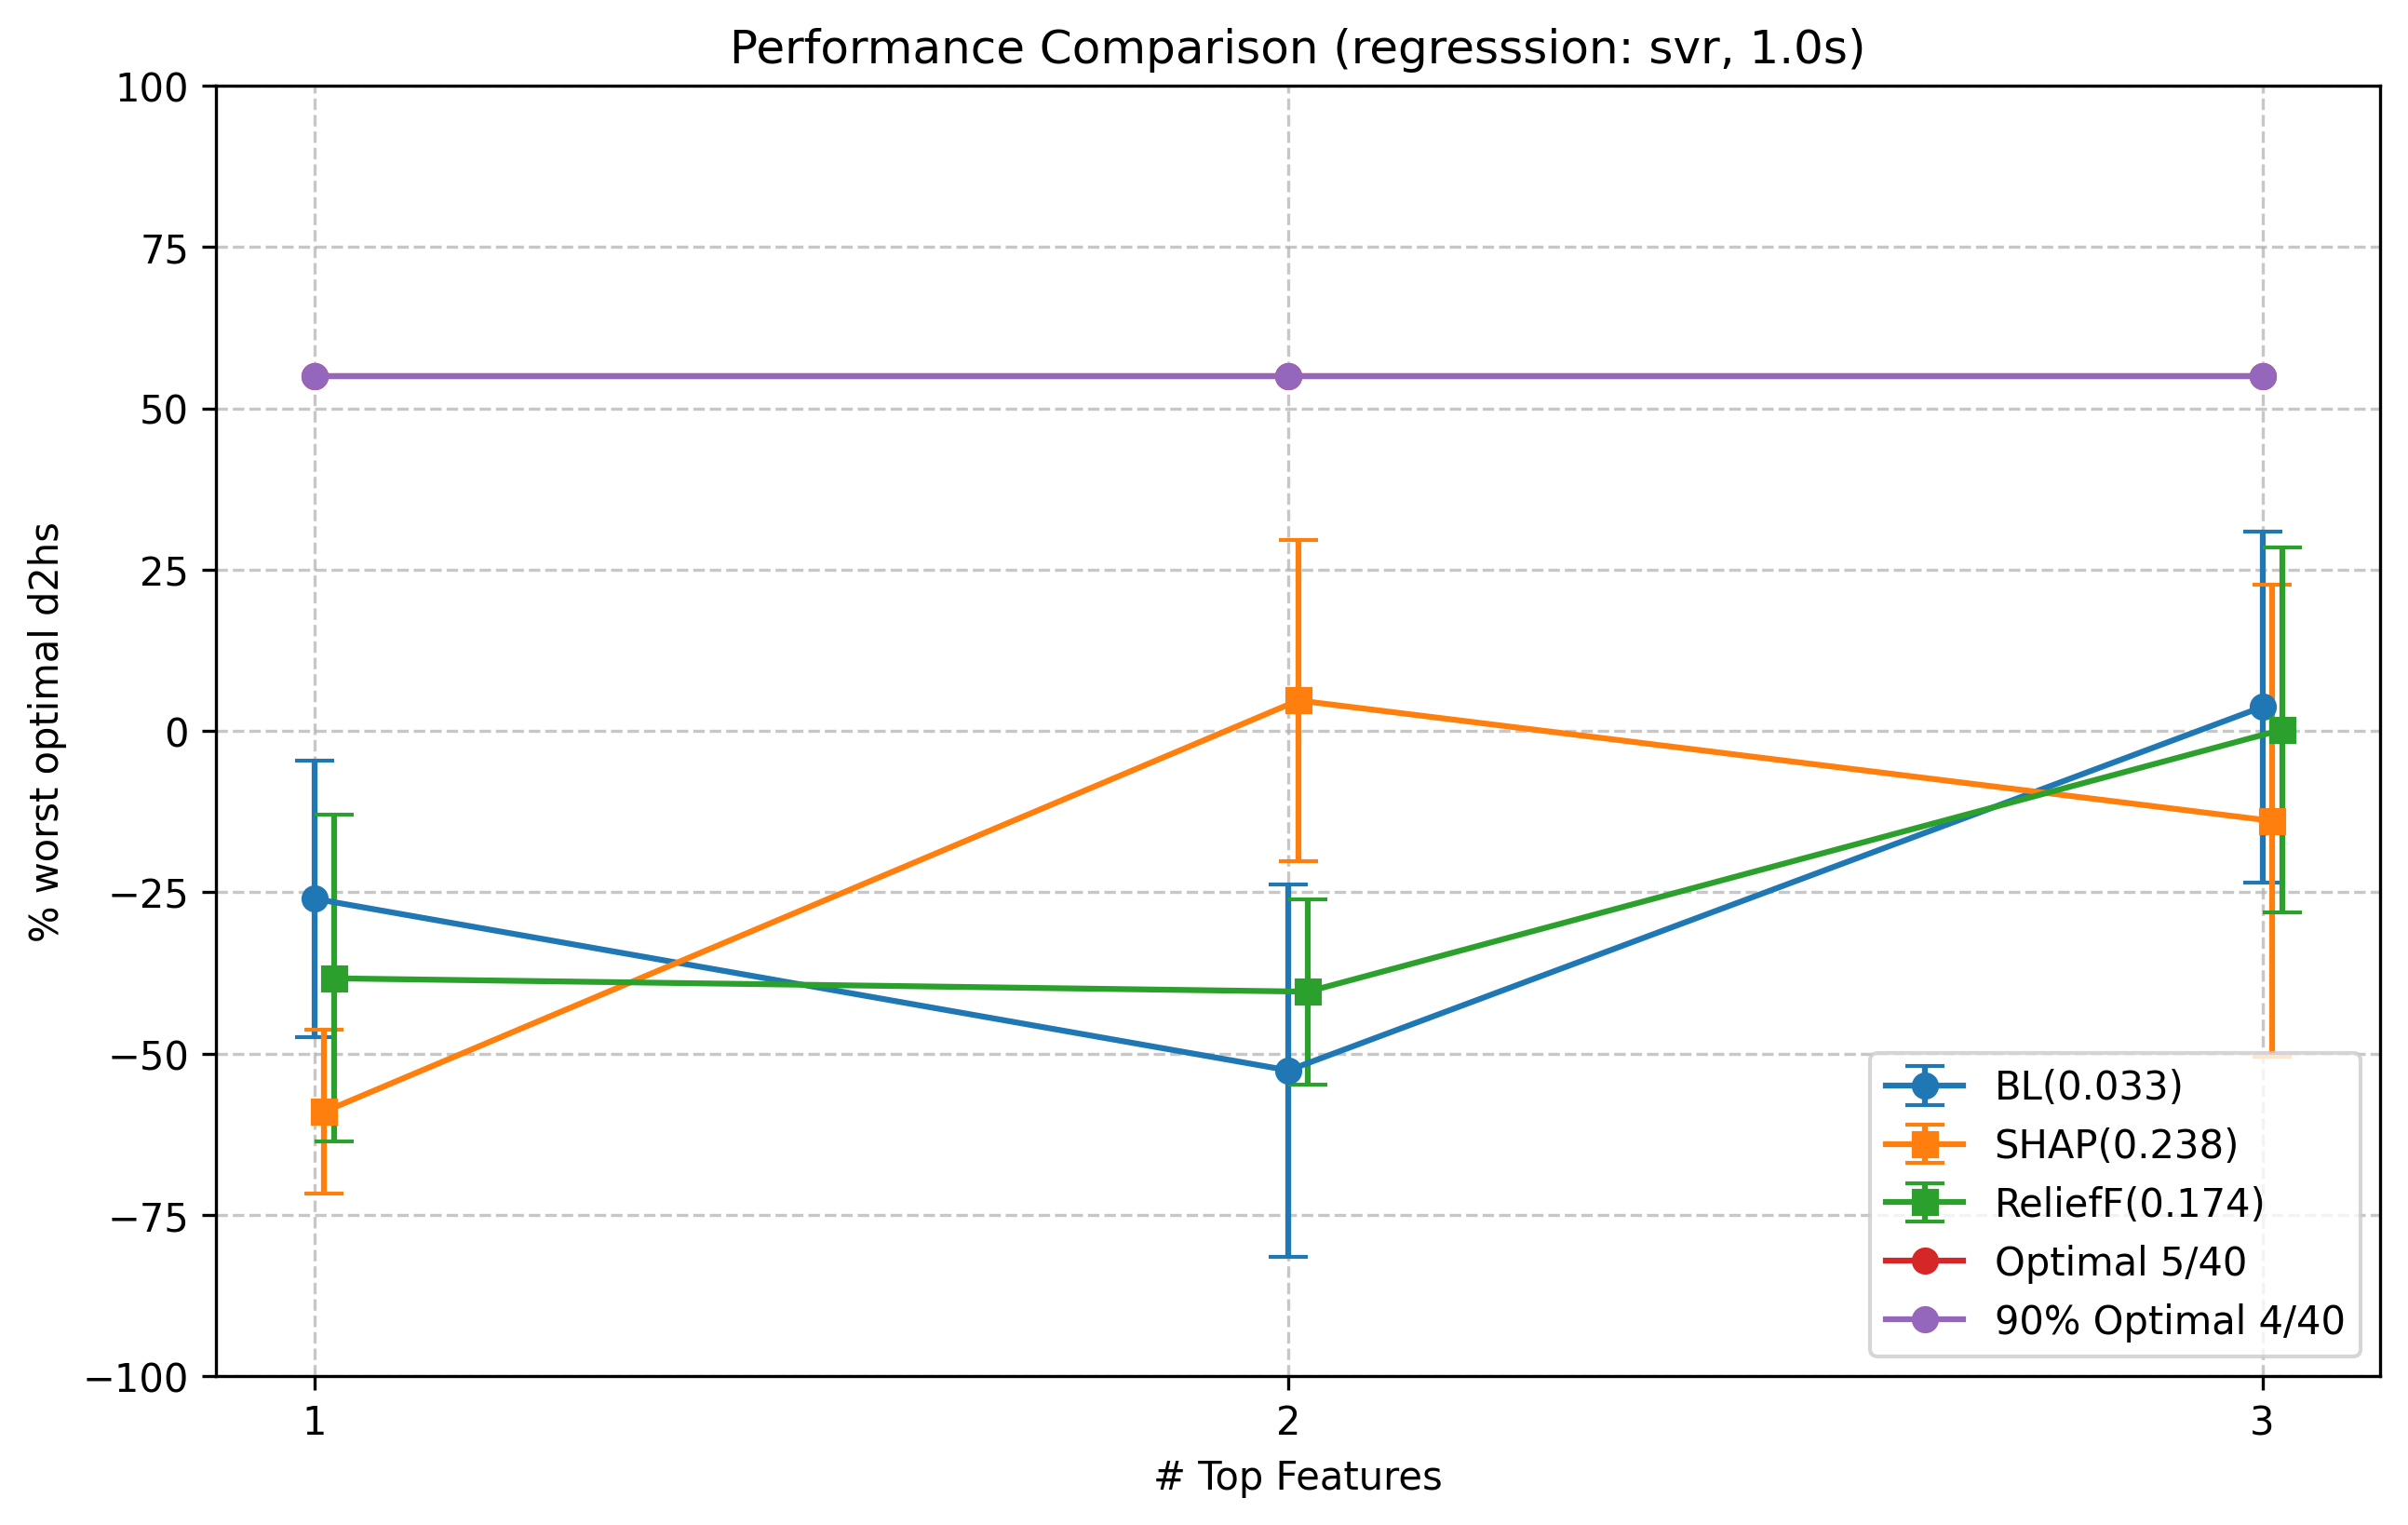 Performance Comparison (regresssion: svr, 1.0s)
% worst optimal d2hs
100
75
50
25
0
−25
−50
−75
−100
1
2
3
# Top Features
BL(0.033)
SHAP(0.238)
ReliefF(0.174)
Optimal 5/40
90% Optimal 4/40